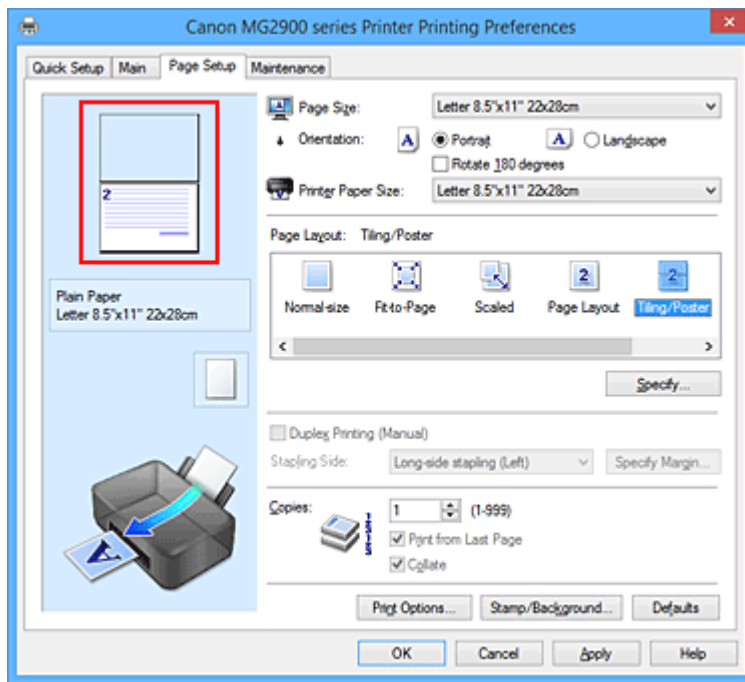 Canon MG2900 series Printer Printing Preferences
Quick Setup Main Page Setup Maintenance
2
Plain Paper
Letter 8.5"x11" 22x28cm
A
Page Size: Letter 8.5"x11" 22x28cm
Orientation: A Portrait A Landscape
Rotate 180 degrees
Printer Paper Size: Letter 8.5"x11" 22x28cm
Page Layout: Tiling/Poster
2 2
Normal-size Fit-to-Page Scaled Page Layout Tiling/Poster
Specify...
Duplex Printing (Manual)
Stapling Side: Long-side stapling (Left) Specify Margin...
Copies: 1 (1-999)
Print from Last Page
Collate
Print Options... Stamp/Background... Defaults
OK Cancel Apply Help